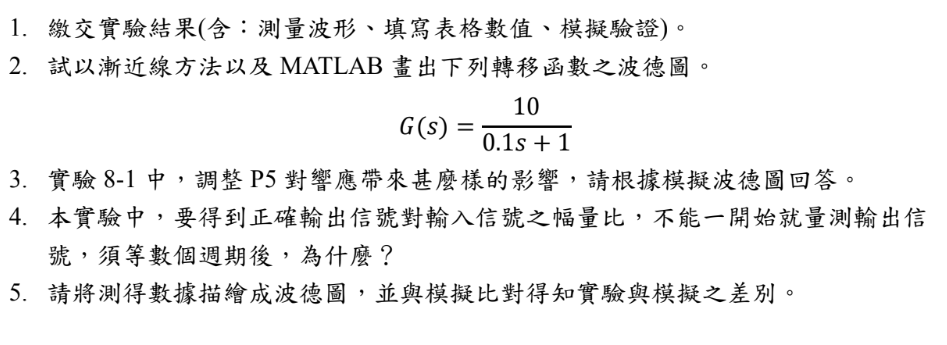 1. 繳交實驗結果(含：測量波形、填寫表格數值、模擬驗證)。
2. 試以漸近線方法以及 MATLAB 畫出下列轉移函數之波德圖。
G(s) = 10 / (0.1s + 1)
3. 實驗 8-1 中，調整 P5 對響應帶來甚麼樣的影響，請根據模擬波德圖回答。
4. 本實驗中，要得到正確輸出信號對輸入信號之幅量比，不能一開始就量測輸出信
號，須等數個週期後，為什麼？
5. 請將測得數據描繪成波德圖，並與模擬比對得知實驗與模擬之差別。